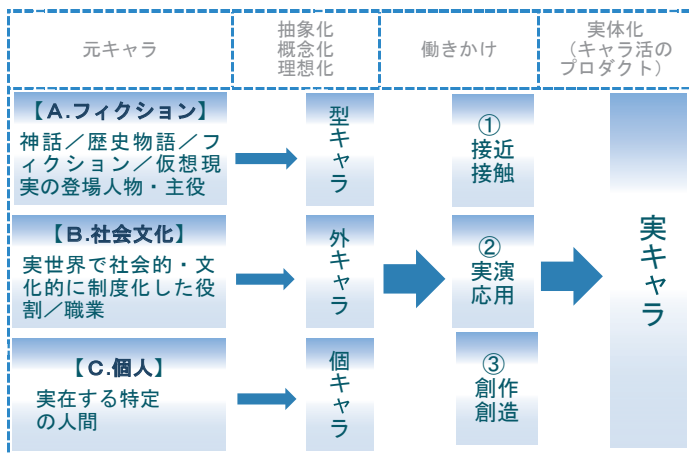 元キャラ
抽象化
概念化
理想化
働きかけ
実体化
(キャラ活の
プロダクト)
【A.フィクション】
神話／歴史物語／フ
ィクション／仮想現
実の登場人物・主役
型キャラ
①
接近
接触
【B.社会文化】
実世界で社会的・文
化的に制度化した役
割／職業
外キャラ
②
実演
応用
【C.個人】
実在する特定
の人間
個キャラ
③
創作
創造
実キャラ